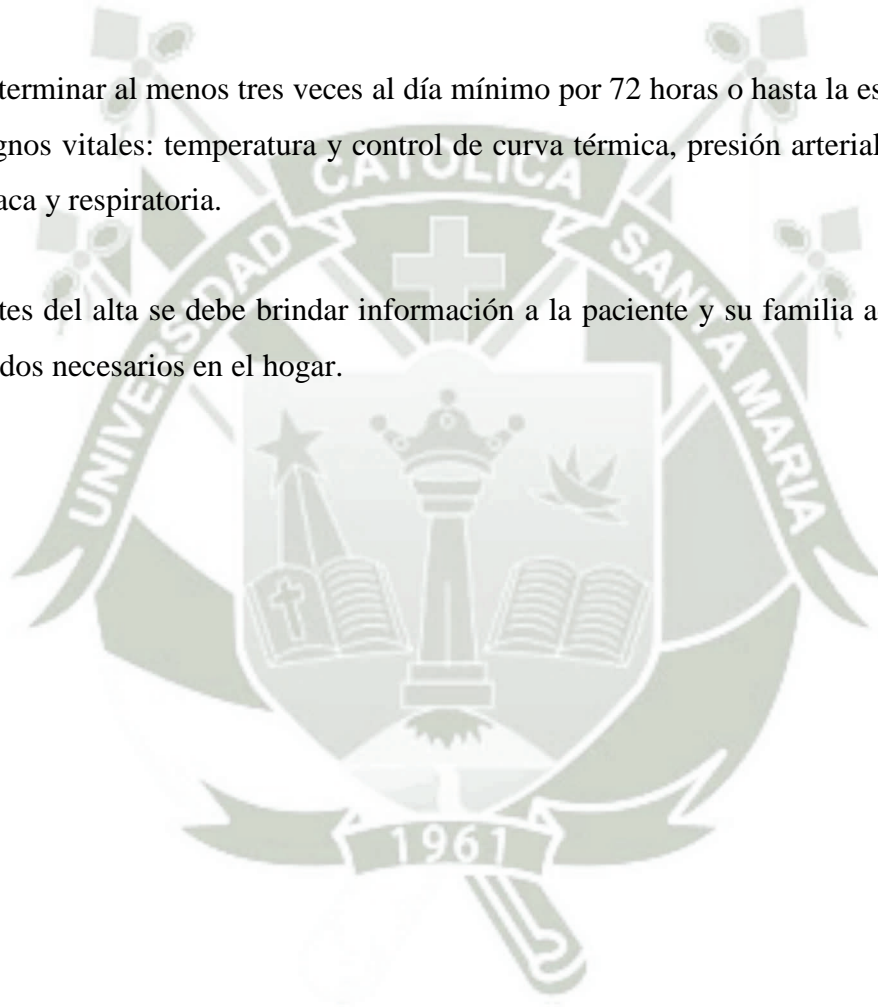 terminar al menos tres veces al día mínimo por 72 horas o hasta la es
gnos vitales: temperatura y control de curva térmica, presión arterial
aca y respiratoria.
tes del alta se debe brindar información a la paciente y su familia a
dos necesarios en el hogar.
UNIVERSIDAD CATOLICA SANTA MARIA
1961